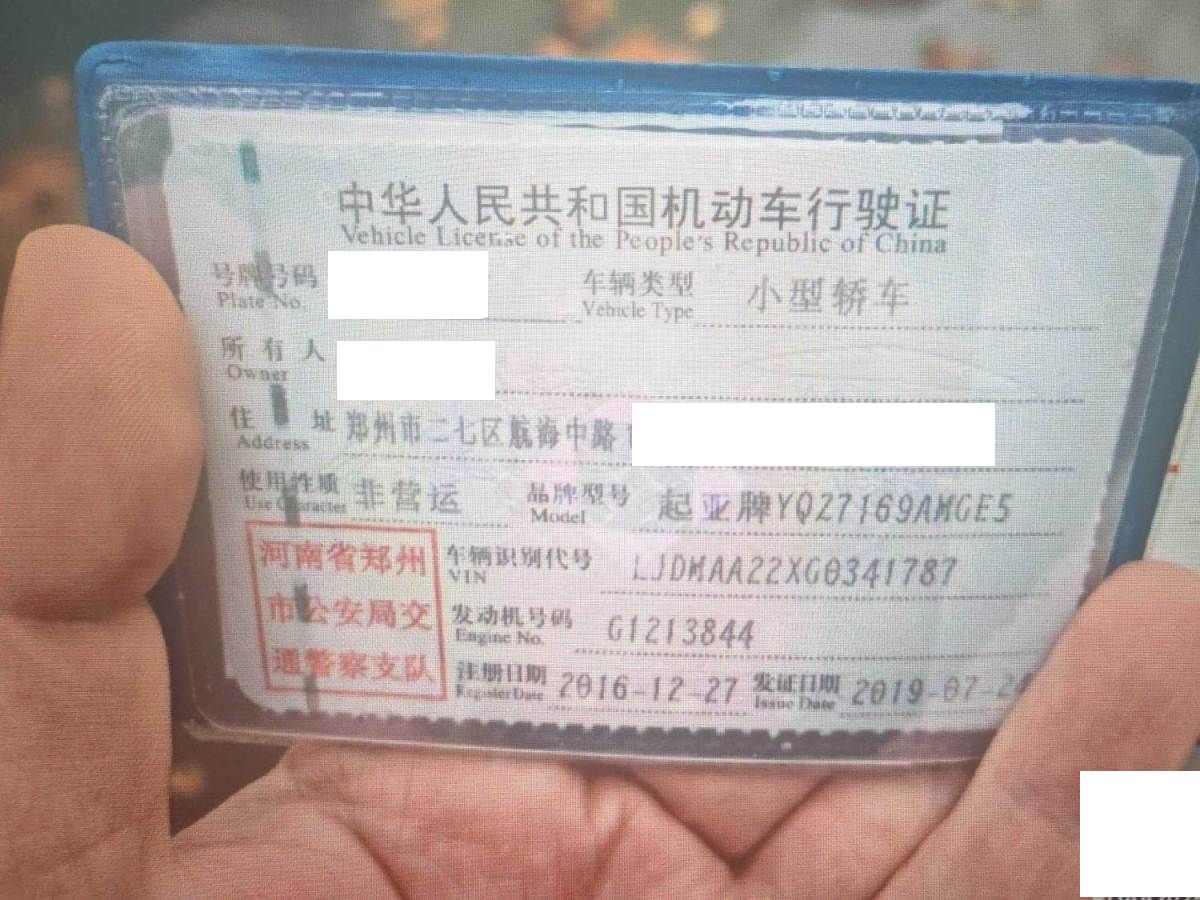 中华人民共和国机动车行驶证
Vehicle License of the People's Republic of China
号牌号码
Plate No.
车辆类型 小型轿车
Vehicle Type
所有人
Owner
住址 郑州市二七区航海中路
Address
使用性质 非营运
Use Character
品牌型号 起亚牌YQZ7169AMGE5
Model
河南省郑州
市公安局交
通警察支队
车辆识别代号 LJDMAA22XG0341787
VIN
发动机号码 G1213844
Engine No.
注册日期 2016-12-27 发证日期 2019-07-2
Register Date Issue Date